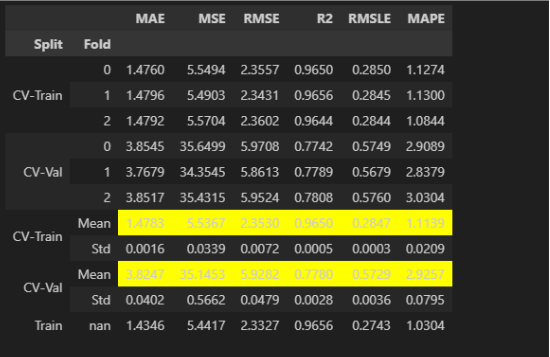 MAE MSE RMSE R2 RMSLE MAPE
Split Fold
0 1.4760 5.5494 2.3557 0.9650 0.2850 1.1274
CV-Train 1 1.4796 5.4903 2.3431 0.9656 0.2845 1.1300
2 1.4792 5.5704 2.3602 0.9644 0.2844 1.0844
0 3.8545 35.6499 5.9708 0.7742 0.5749 2.9089
CV-Val 1 3.7679 34.3545 5.8613 0.7789 0.5679 2.8379
2 3.8517 35.4315 5.9524 0.7808 0.5760 3.0304
CV-Train Mean 1.4783 5.5367 2.3530 0.9650 0.2847 1.1139
Std 0.0016 0.0339 0.0072 0.0005 0.0003 0.0209
CV-Val Mean 3.8247 35.1453 5.9282 0.7780 0.5729 2.9257
Std 0.0402 0.5662 0.0479 0.0028 0.0036 0.0795
Train nan 1.4346 5.4417 2.3327 0.9656 0.2743 1.0304